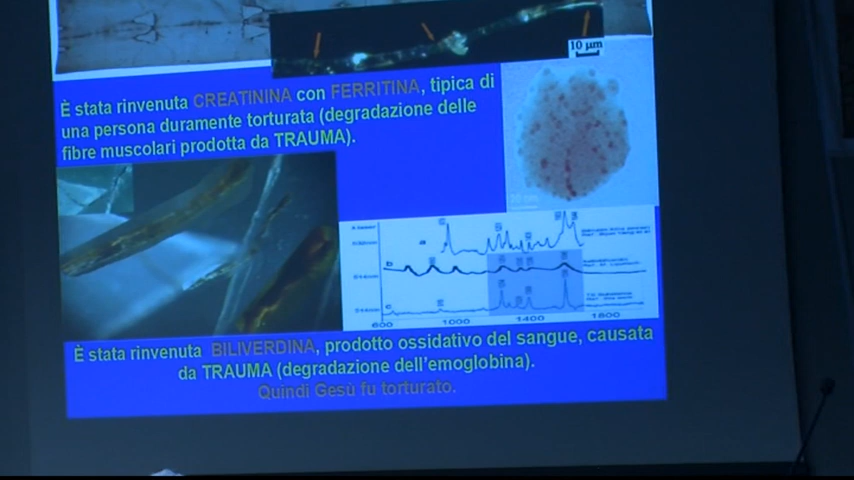 10 µm
È stata rinvenuta CREATININA con FERRITINA, tipica di
una persona duramente torturata (degradazione delle
fibre muscolari prodotta da TRAUMA).
a
b
c
600 1000 1400 1800
È stata rinvenuta BILIVERDINA, prodotto ossidativo del sangue, causata
da TRAUMA (degradazione dell'emoglobina).
Quindi Gesù fu torturato.